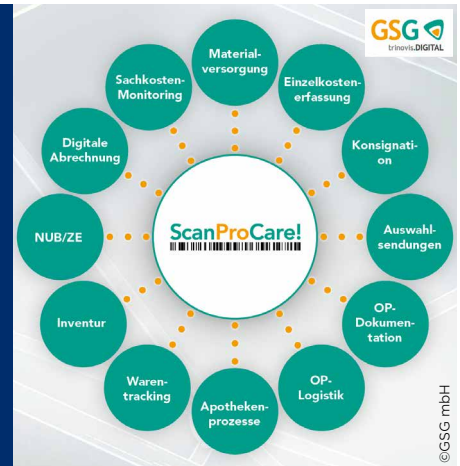 GSG
trinovis.DIGITAL
Material-
versorgung
Einzelkosten-
erfassung
Konsignati-
on
Auswahl-
sendungen
OP-
Dokumen-
tation
OP-
Logistik
Apotheken-
prozesse
Waren-
tracking
Inventur
NUB/ZE
Digitale
Abrechnung
Sachkosten-
Monitoring
ScanProCare!
©GSG mbH